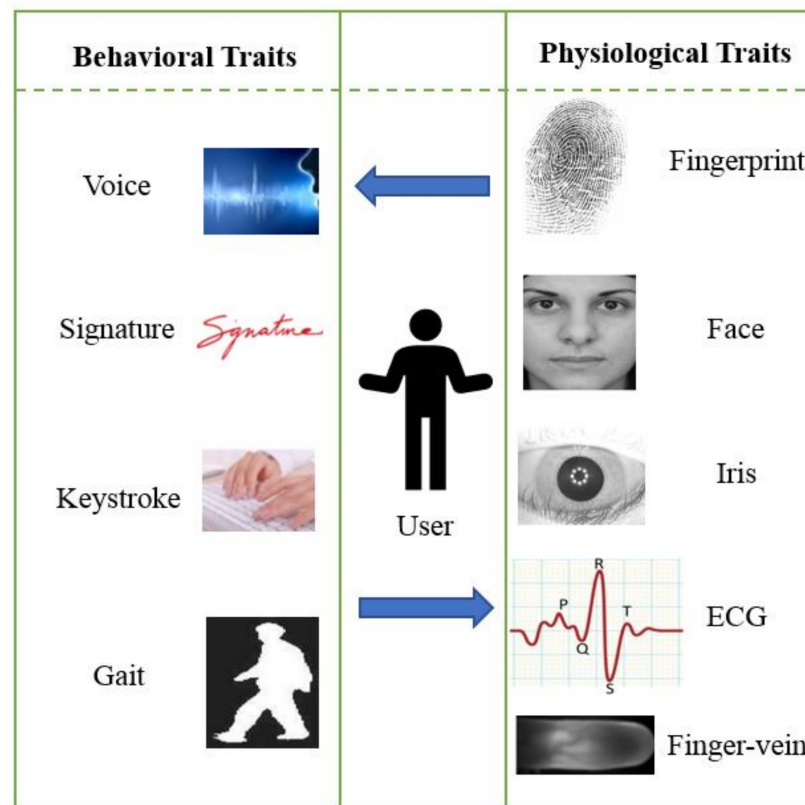 Behavioral Traits
Physiological Traits
Voice
Fingerprint
Signature
Signature
Face
Keystroke
Iris
User
R
P
T
Q
S
ECG
Gait
Finger-vein